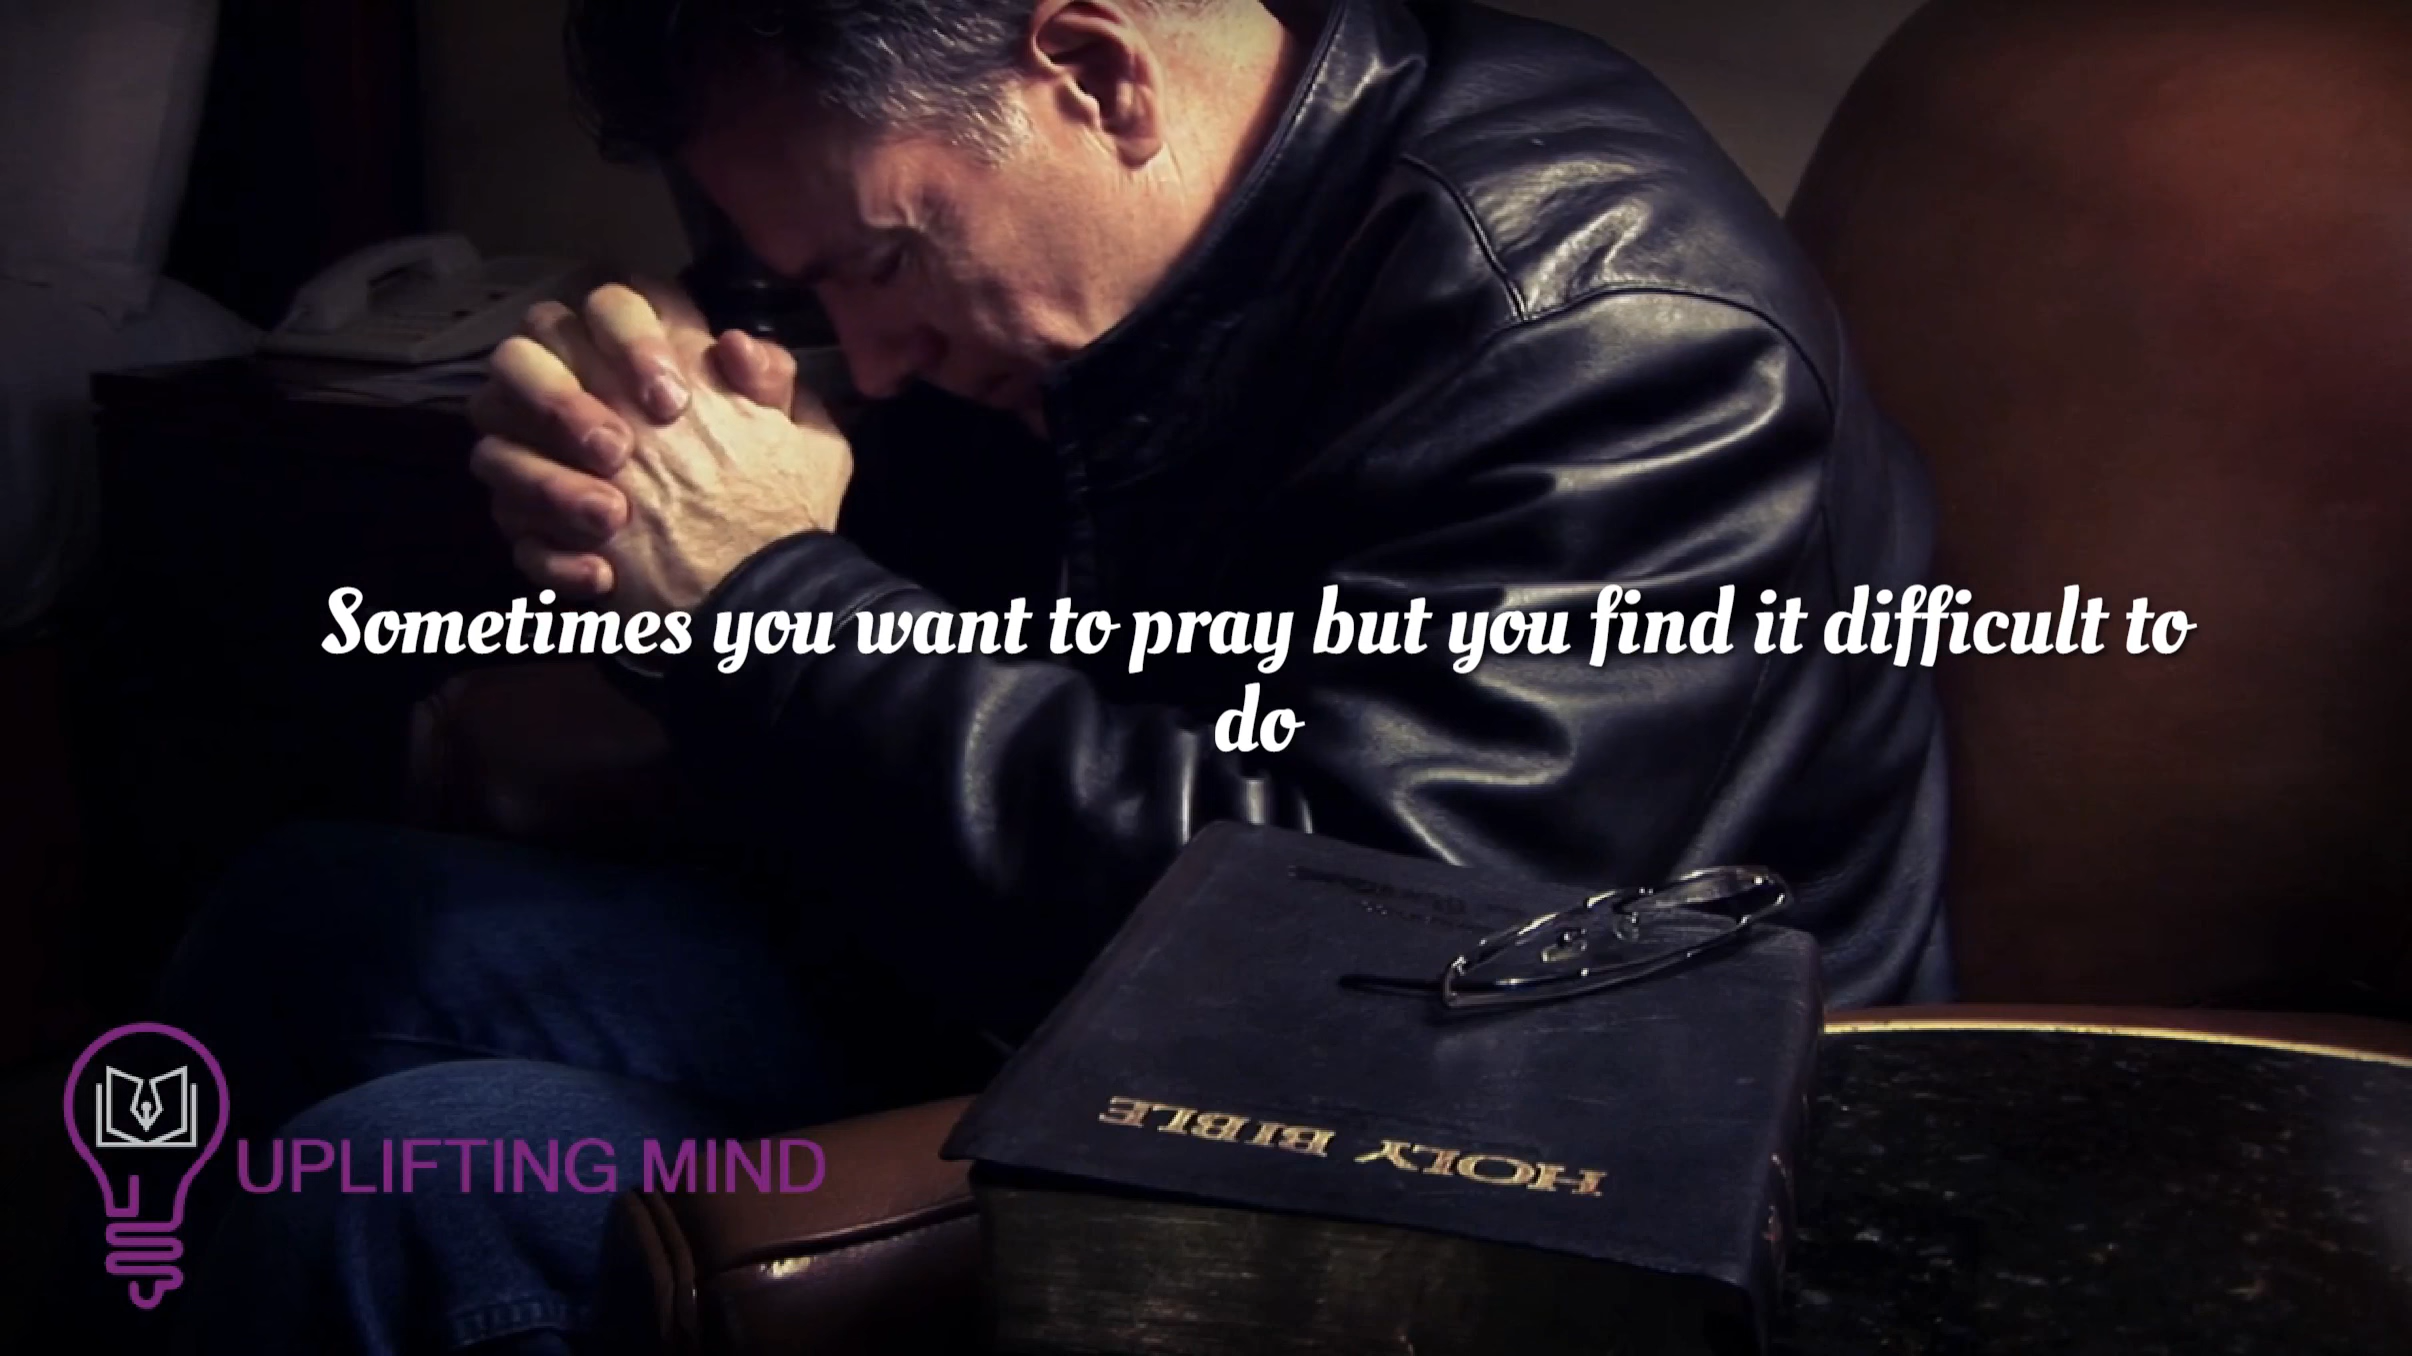 Sometimes you want to pray but you find it difficult to
do
HOLY BIBLE
UPLIFTING MIND